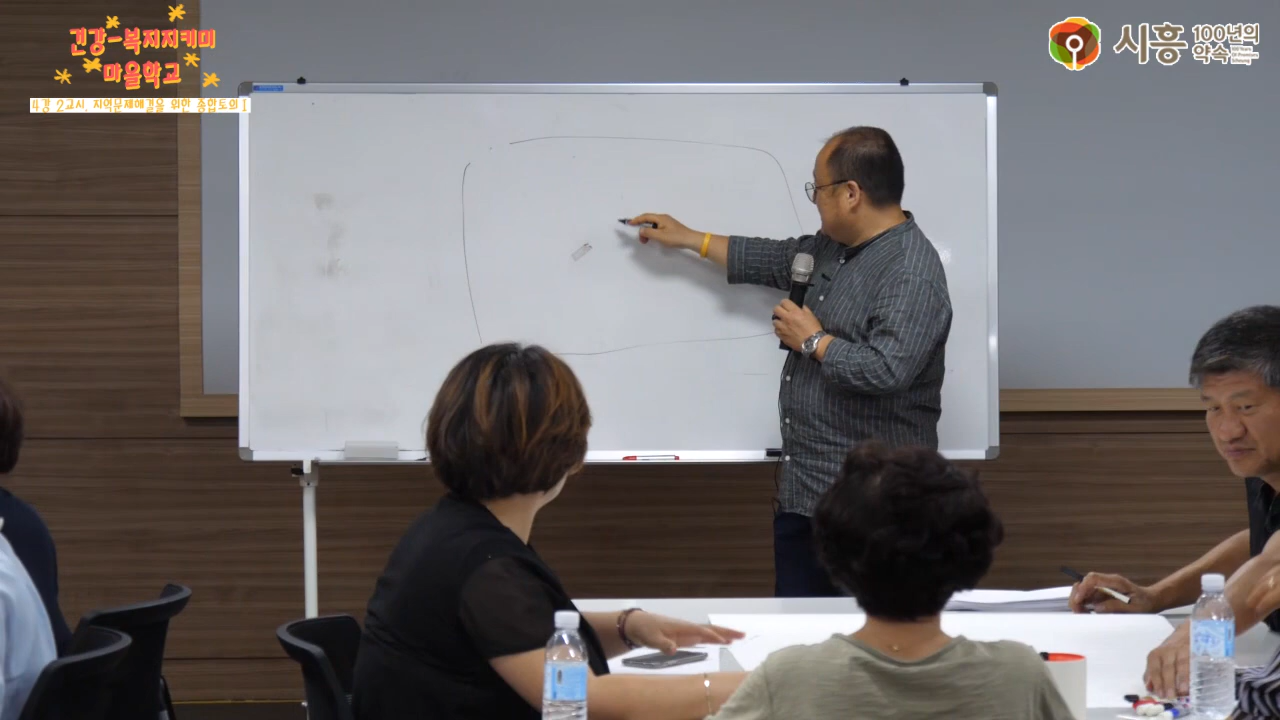 건강-복지지키미
마을학교
4강 2교시. 지역문제해결을 위한 종합토의 1
시흥 100년의
약속